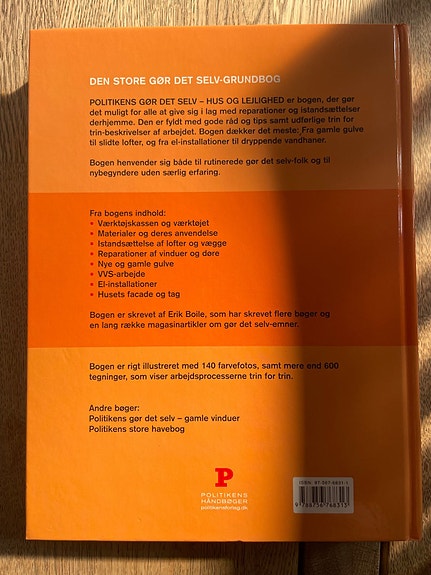 DEN STORE GØR DET SELV-GRUNDBOG
POLITIKENS GØR DET SELV – HUS OG LEJLIGHED er bogen, der gør
det muligt for alle at give sig i lag med reparationer og istandsættelser
derhjemme. Den er fyldt med gode råd og tips samt udførlige trin for
trin-beskrivelser af arbejdet. Bogen dækker det meste: Fra gamle gulve
til slidte lofter, og fra el-installationer til dryppende vandhaner.
Bogen henvender sig både til rutinerede gør det selv-folk og til
nybegyndere uden særlig erfaring.
Fra bogens indhold:
• Værktøjskassen og værktøjet
• Materialer og deres anvendelse
• Istandsættelse af lofter og vægge
• Reparationer af vinduer og døre
• Nye og gamle gulve
• VVS-arbejde
• El-installationer
• Husets facade og tag
Bogen er skrevet af Erik Boile, som har skrevet flere bøger og
en lang række magasinartikler om gør det selv-emner.
Bogen er rigt illustreret med 140 farvefotos, samt mere end 600
tegninger, som viser arbejdsprocesserne trin for trin.
Andre bøger:
Politikens gør det selv – gamle vinduer
Politikens store havebog
P
POLITIKENS
HÅNDBØGER
politikensforlag.dk
9 788756 768313